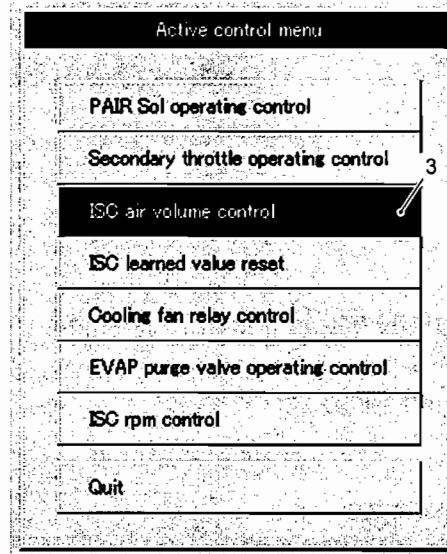 Active control menu
PAIR Sol operating control
Secondary throttle operating control
3
ISC air volume control
ISC learned value reset
Cooling fan relay control
EVAP purge valve operating control
ISC rpm control
Quit